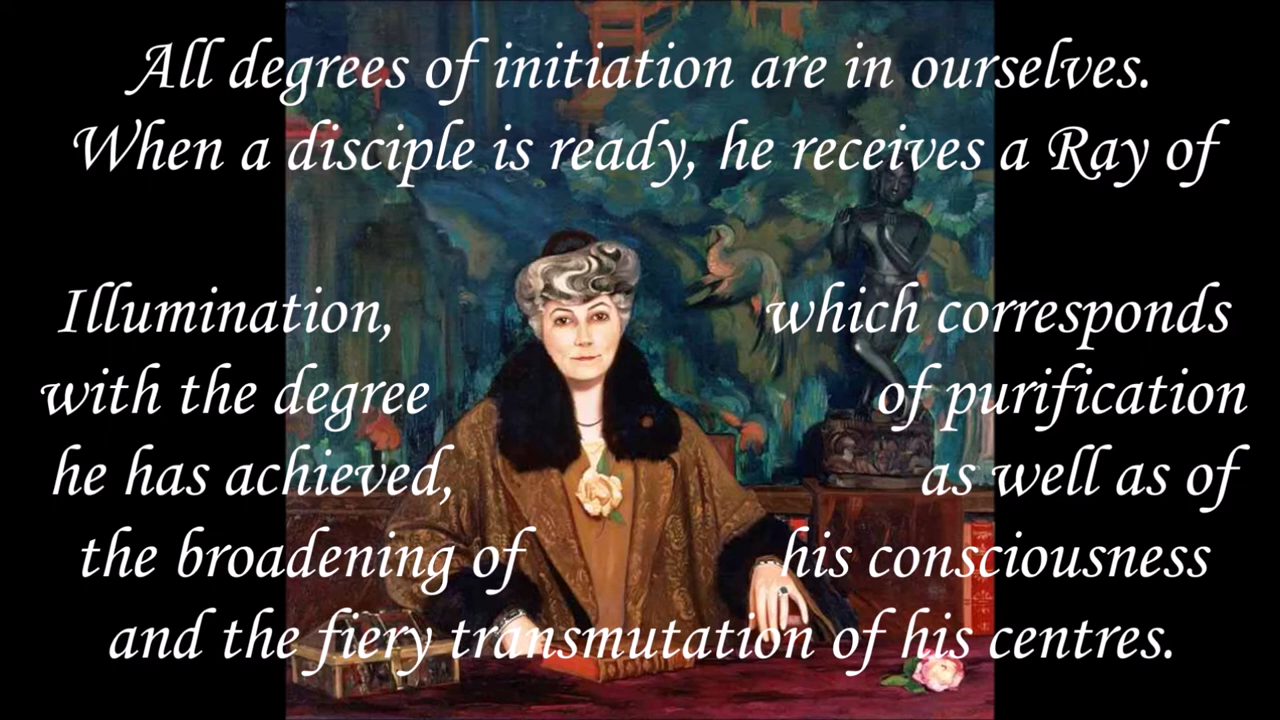 All degrees of initiation are in ourselves.
When a disciple is ready, he receives a Ray of
Illumination, which corresponds
with the degree of purification
he has achieved, as well as of
the broadening of his consciousness
and the fiery transmutation of his centres.